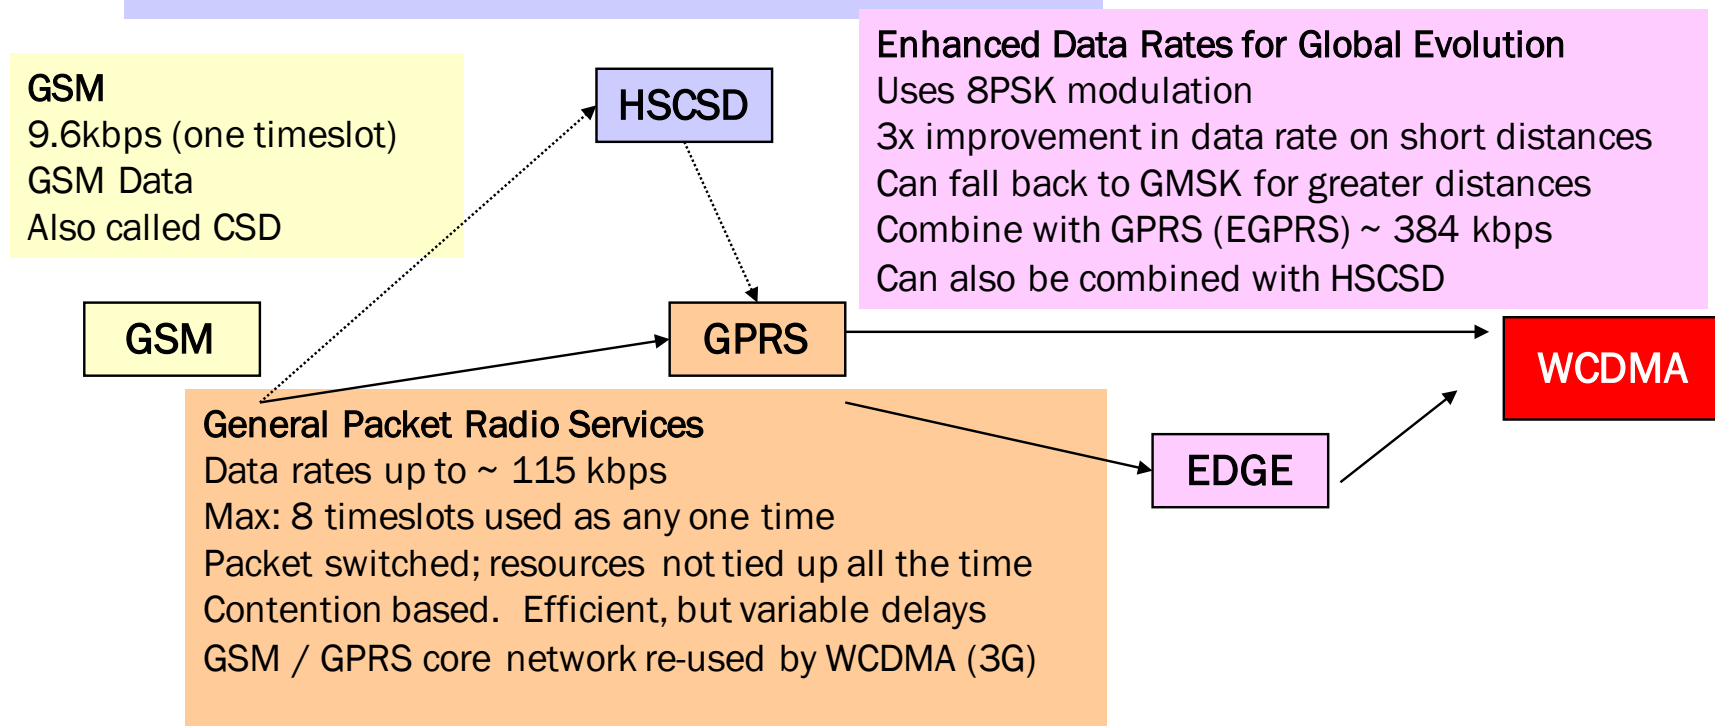 Enhanced Data Rates for Global Evolution
Uses 8PSK modulation
3x improvement in data rate on short distances
Can fall back to GMSK for greater distances
Combine with GPRS (EGPRS) ~ 384 kbps
Can also be combined with HSCSD
GSM
9.6kbps (one timeslot)
GSM Data
Also called CSD
HSCSD
GSM
GPRS
WCDMA
EDGE
General Packet Radio Services
Data rates up to ~ 115 kbps
Max: 8 timeslots used as any one time
Packet switched; resources not tied up all the time
Contention based. Efficient, but variable delays
GSM / GPRS core network re-used by WCDMA (3G)